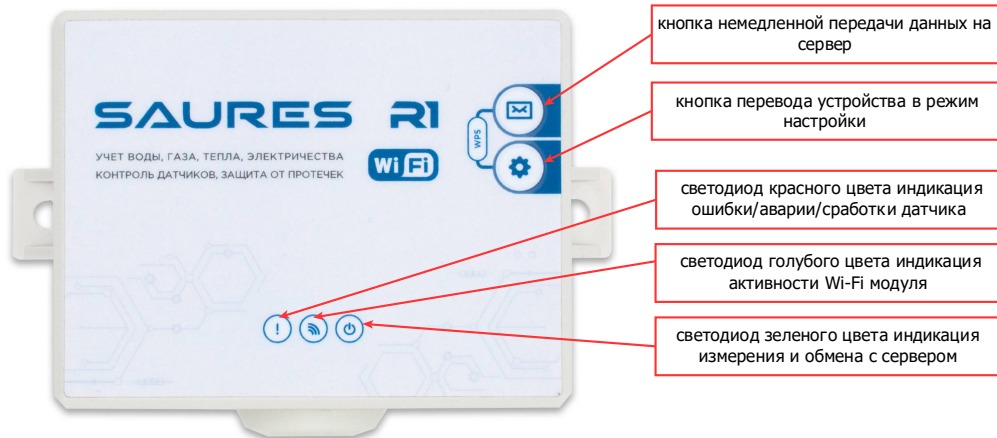 кнопка немедленной передачи данных на
сервер
кнопка перевода устройства в режим
настройки
SAURES R1
WPS
УЧЕТ ВОДЫ, ГАЗА, ТЕПЛА, ЭЛЕКТРИЧЕСТВА
КОНТРОЛЬ ДАТЧИКОВ, ЗАЩИТА ОТ ПРОТЕЧЕК
Wi Fi
светодиод красного цвета индикация
ошибки/аварии/сработки датчика
светодиод голубого цвета индикация
активности Wi-Fi модуля
светодиод зеленого цвета индикация
измерения и обмена с сервером